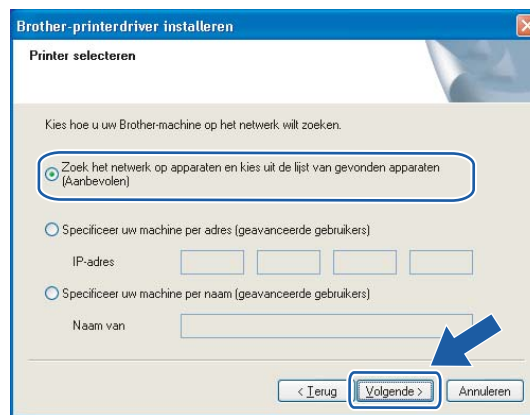 Brother-printerdriver installeren
Printer selecteren
Kies hoe u uw Brother-machine op het netwerk wilt zoeken.
Zoek het netwerk op apparaten en kies uit de lijst van gevonden apparaten
(Aanbevolen)
Specificeer uw machine per adres (geavanceerde gebruikers)
IP-adres
Specificeer uw machine per naam (geavanceerde gebruikers)
Naam van
< Terug
Volgende >
Annuleren